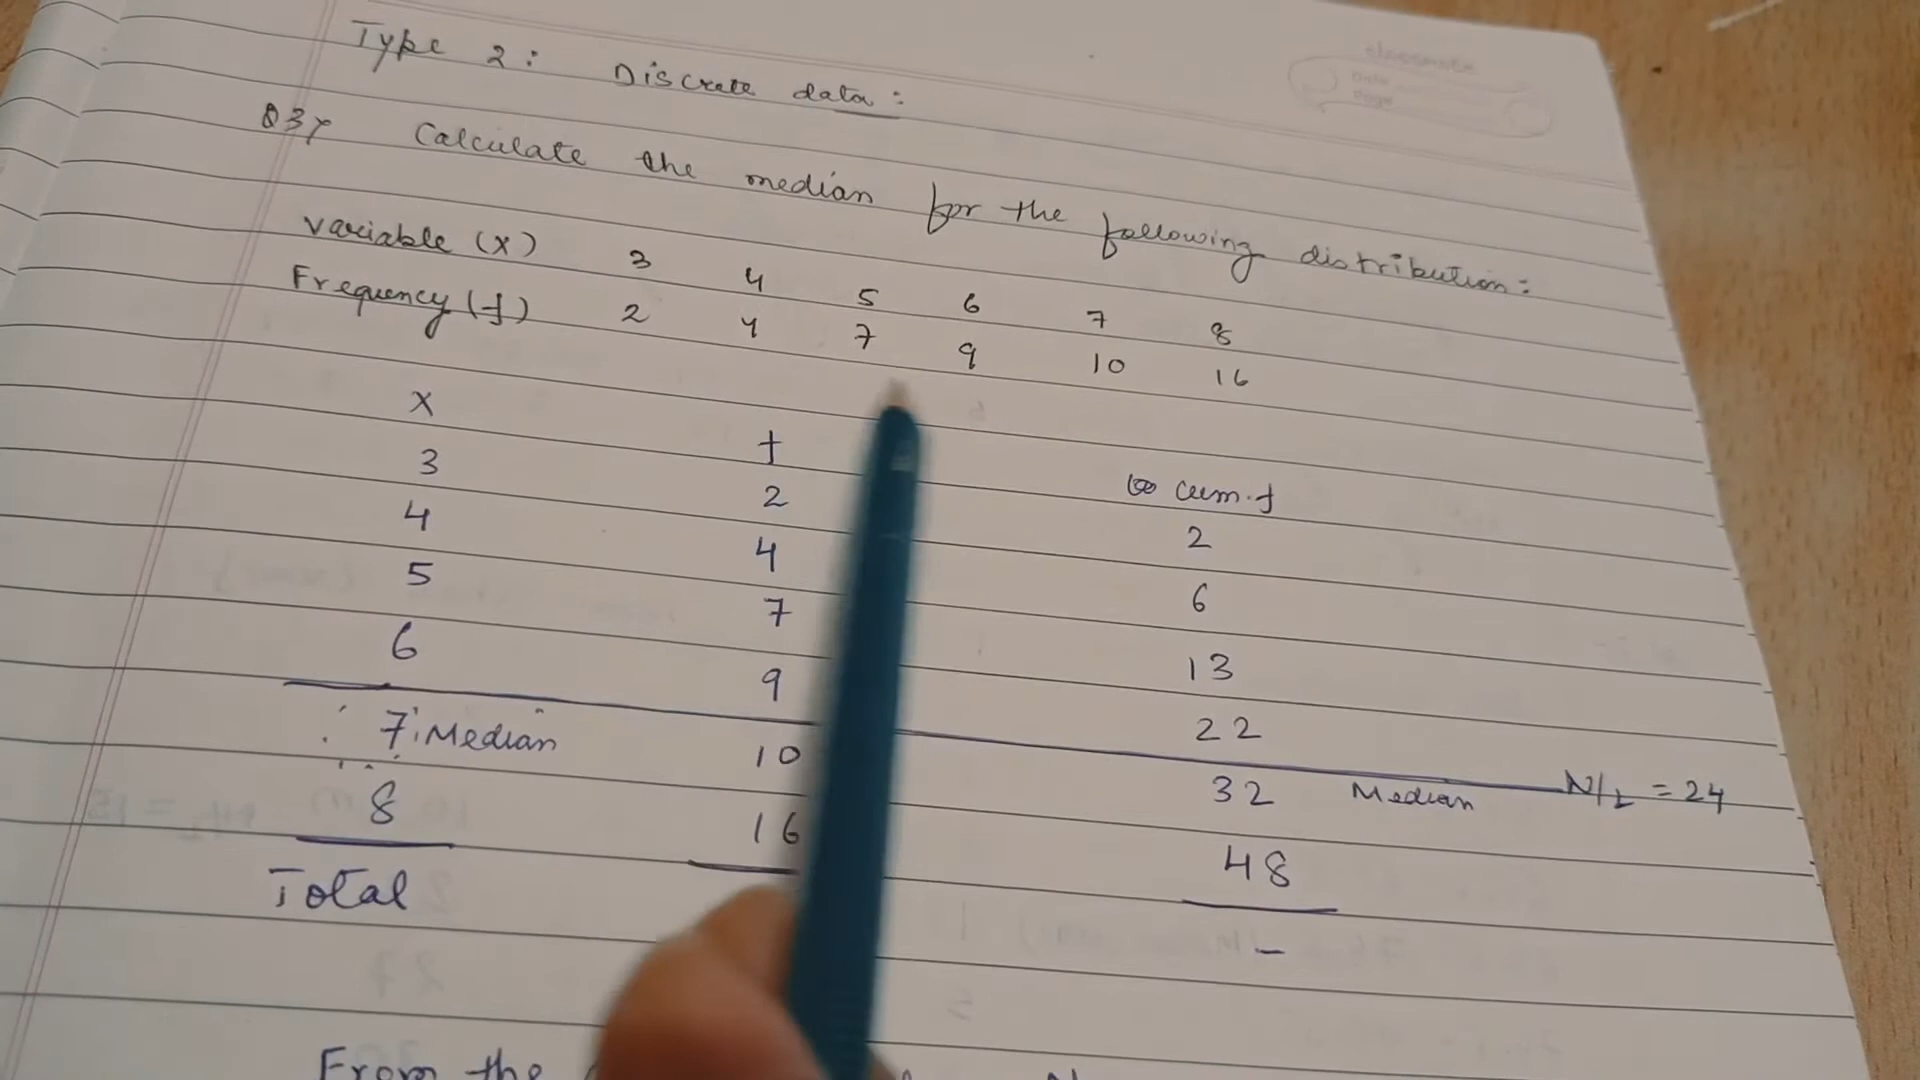 Type 2: Discrete data:
Q3> Calculate the median for the following distribution:
Variable (x) 3 4 5 6 7 8
Frequency (f) 2 4 7 9 10 16
X f cum.f
3 2 2
4 4 6
5 7 13
6 9 22
7 Median 10 32 Median N/2 = 24
8 16 48
Total –
From the